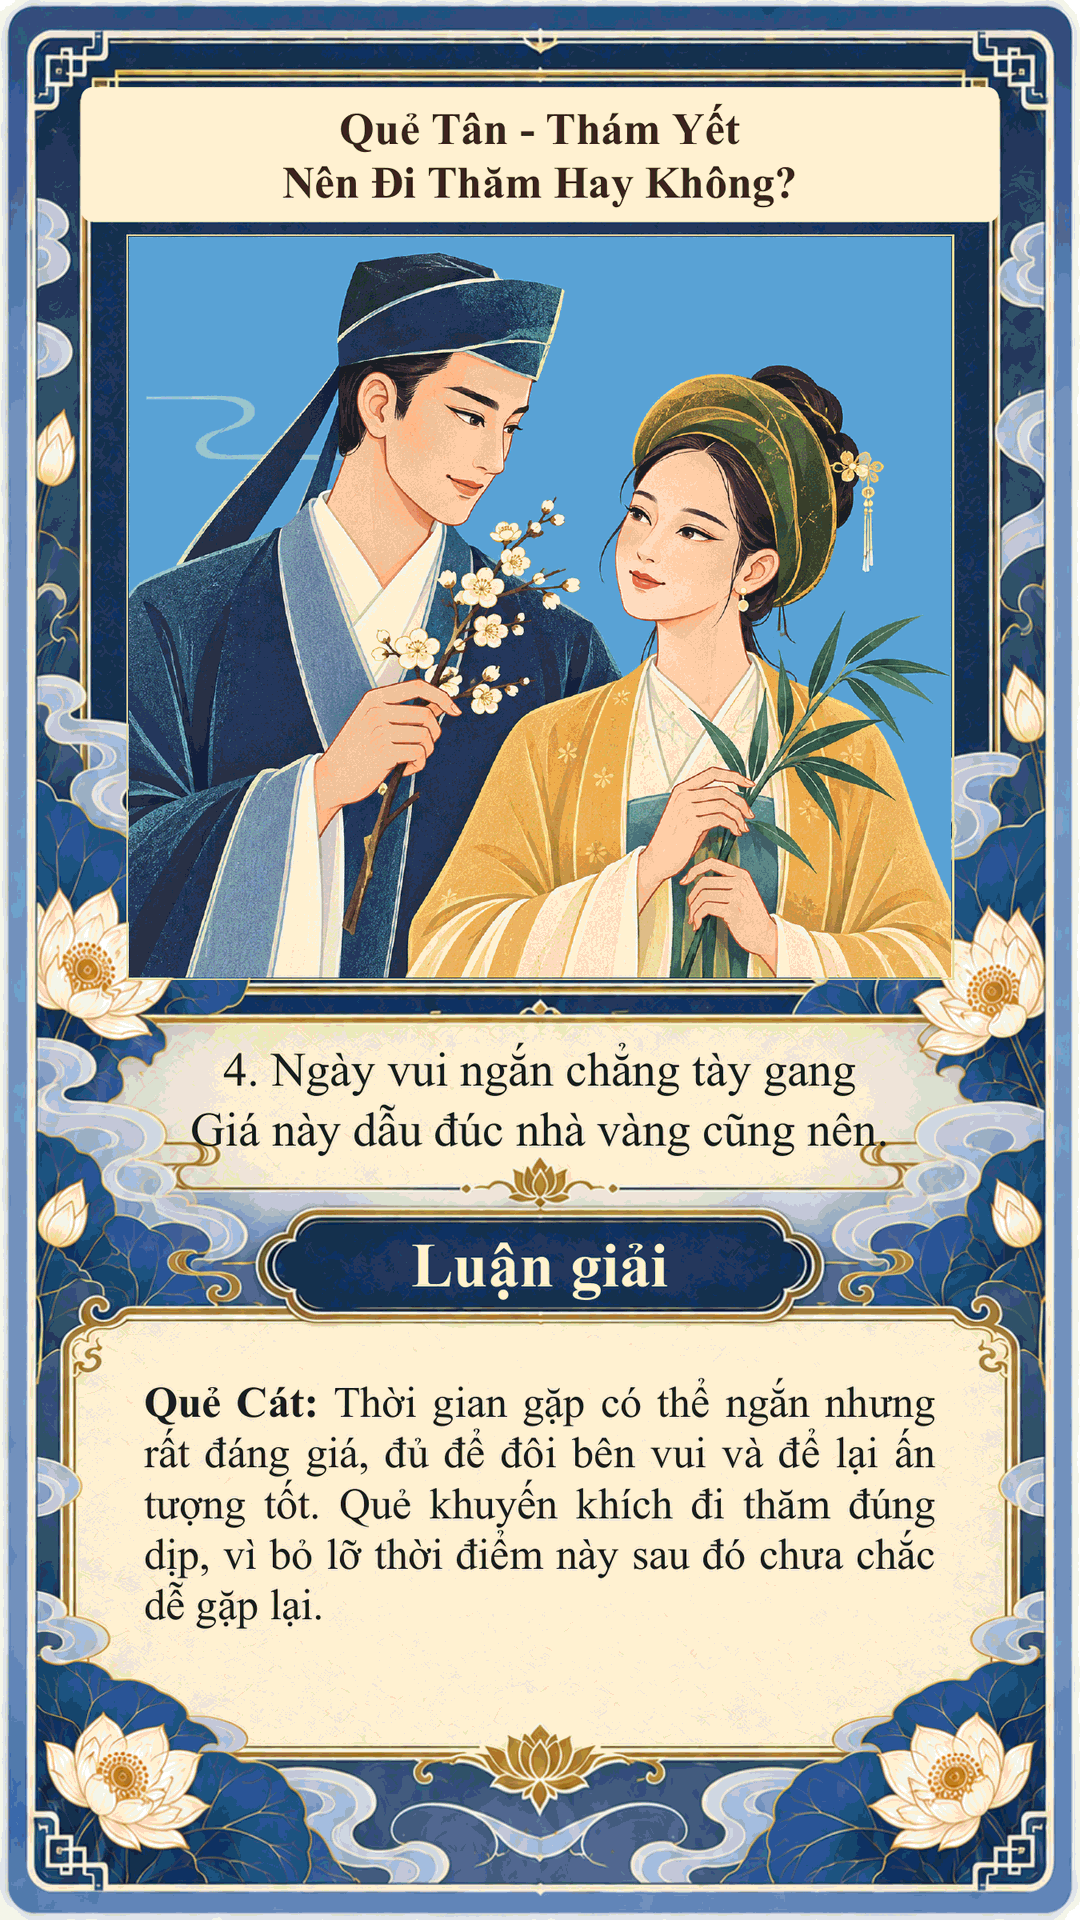 Quẻ Tân - Thám Yết
Nên Đi Thăm Hay Không?
4. Ngày vui ngắn chẳng tày gang
Giá này dẫu đúc nhà vàng cũng nên.
Luận giải
Quẻ Cát: Thời gian gặp có thể ngắn nhưng
rất đáng giá, đủ để đôi bên vui và để lại ấn
tượng tốt. Quẻ khuyến khích đi thăm đúng
dịp, vì bỏ lỡ thời điểm này sau đó chưa chắc
dễ gặp lại.